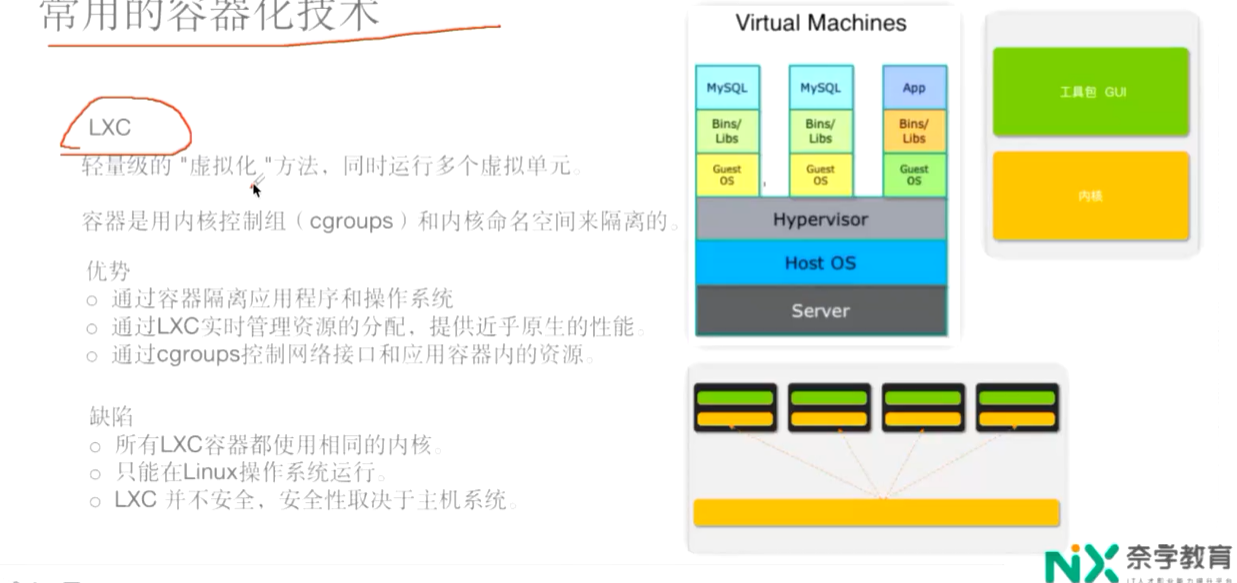 常用的容器化技术
LXC
轻量级的 "虚拟化 "方法，同时运行多个虚拟单元。
容器是用内核控制组（cgroups）和内核命名空间来隔离的。
优势
○ 通过容器隔离应用程序和操作系统
○ 通过LXC实时管理资源的分配，提供近乎原生的性能。
○ 通过cgroups控制网络接口和应用容器内的资源。
缺陷
○ 所有LXC容器都使用相同的内核。
○ 只能在Linux操作系统运行。
○ LXC 并不安全，安全性取决于主机系统。
Virtual Machines
MySQL MySQL App
Bins/ Bins/ Bins/
Libs Libs Libs
Guest Guest Guest
OS OS OS
Hypervisor
Host OS
Server
工具包 GUI
内核
NX 奈学教育